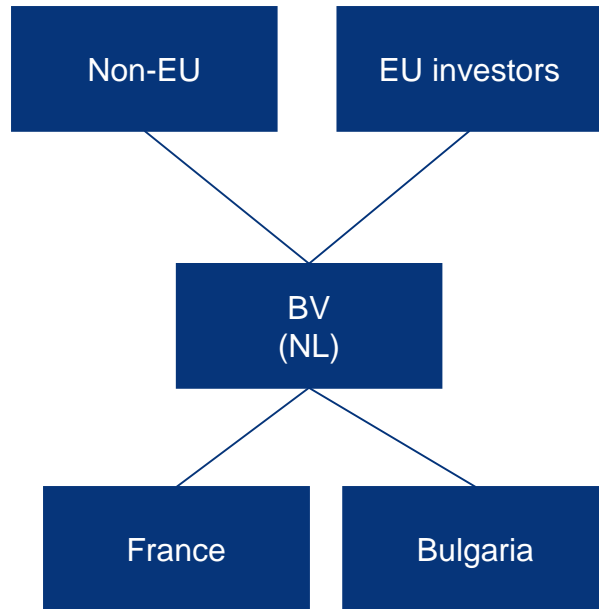 Non-EU
EU investors
BV
(NL)
France
Bulgaria